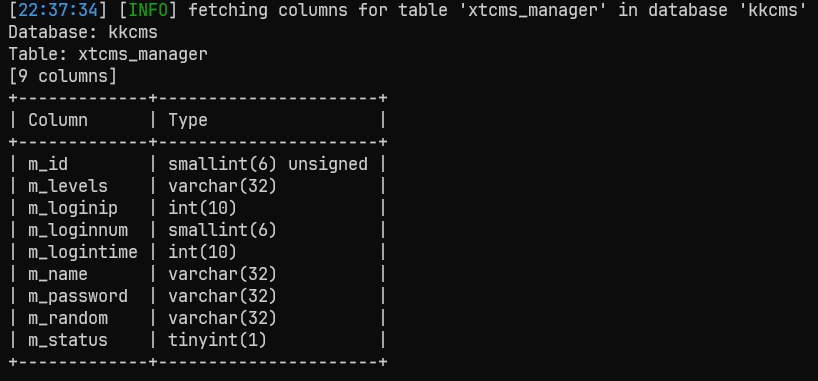 [22:37:34] [INFO] fetching columns for table 'xtcms_manager' in database 'kkcms'
Database: kkcms
Table: xtcms_manager
[9 columns]
+-------------+----------------------+
| Column      | Type                 |
+-------------+----------------------+
| m_id        | smallint(6) unsigned |
| m_levels    | varchar(32)          |
| m_loginip   | int(10)              |
| m_loginnum  | smallint(6)          |
| m_logintime | int(10)              |
| m_name      | varchar(32)          |
| m_password  | varchar(32)          |
| m_random    | varchar(32)          |
| m_status    | tinyint(1)           |
+-------------+----------------------+